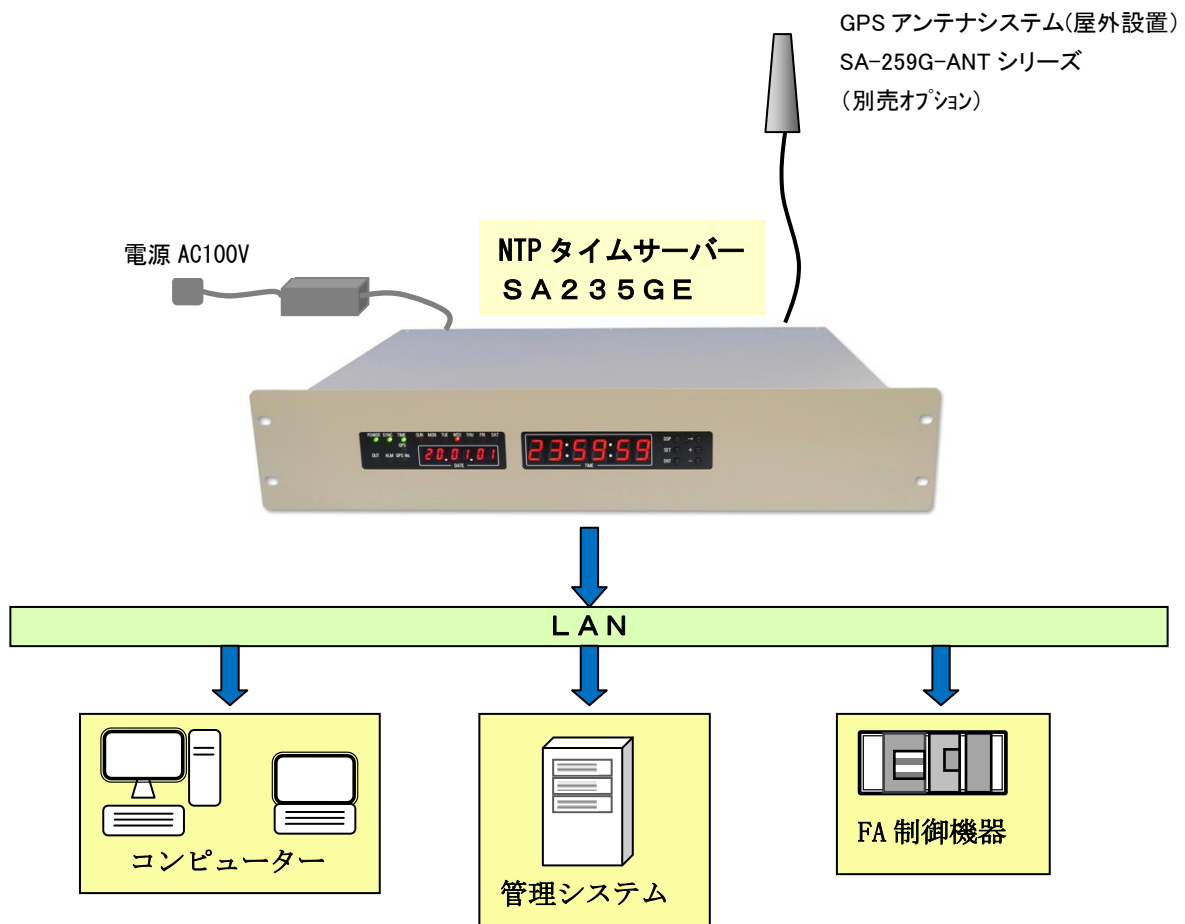 GPS アンテナシステム(屋外設置)
SA-259G-ANT シリーズ
(別売オプション)
電源 AC100V
NTP タイムサーバー
SA235GE
POWER SYNC TIME SUN MON TUE WED THU FRI SAT
GPS
OUT ALM GPS No.
20.01.01
DATE
23:59:59
TIME
DISP →
SET +
ENT −
LAN
コンピューター
管理システム
FA 制御機器